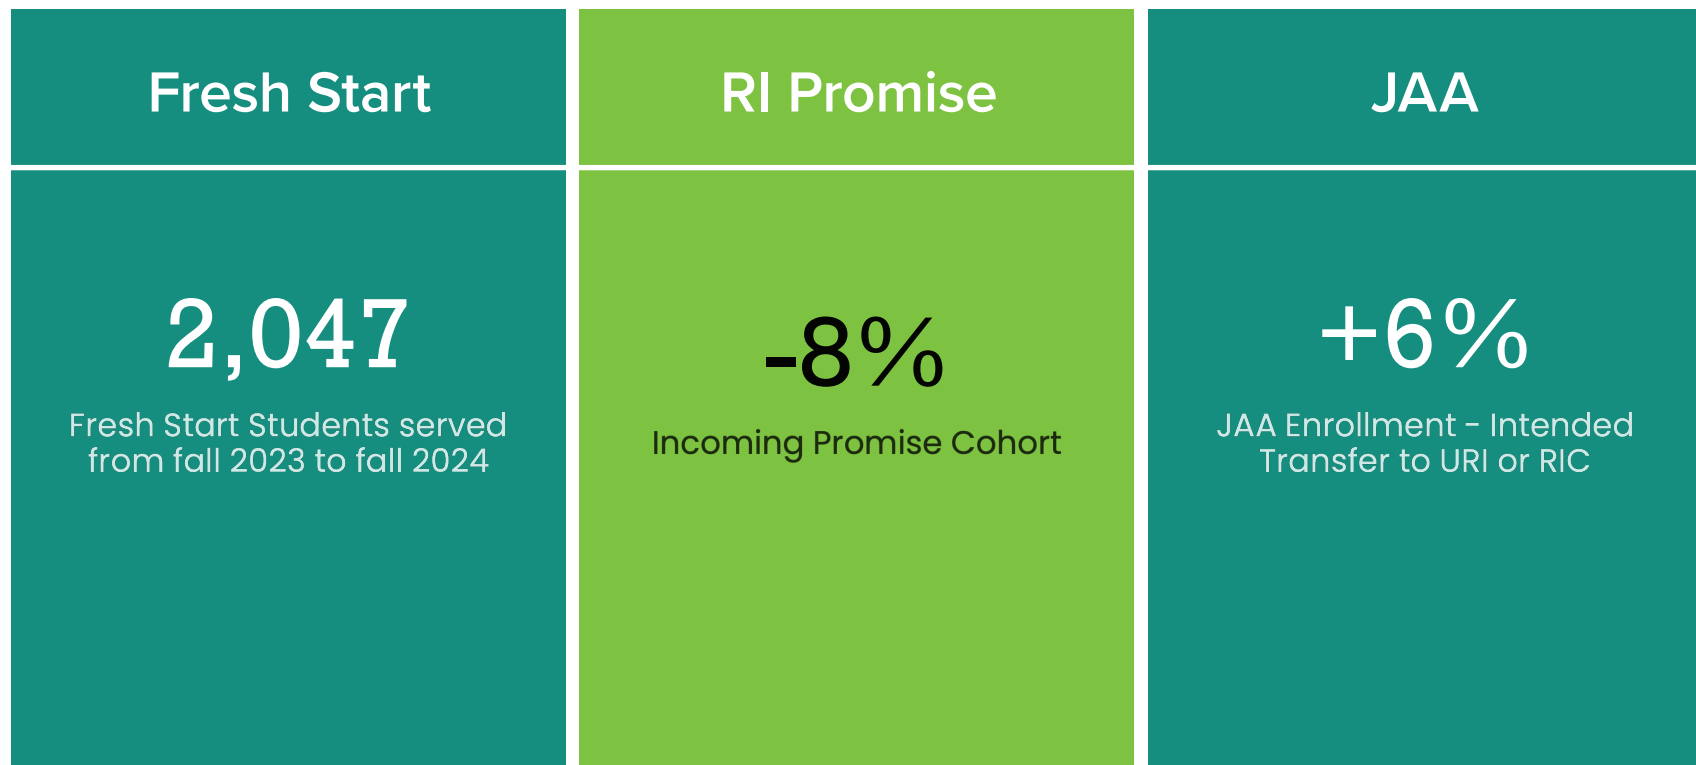 Fresh Start
2,047
Fresh Start Students served
from fall 2023 to fall 2024
RI Promise
-8%
Incoming Promise Cohort
JAA
+6%
JAA Enrollment - Intended
Transfer to URI or RIC